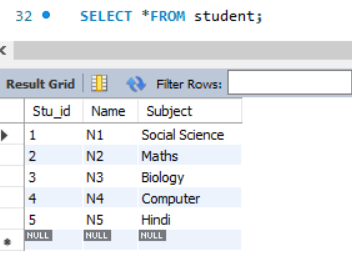 32 SELECT *FROM student;
Result Grid Filter Rows:
Stu_id Name Subject
1 N1 Social Science
2 N2 Maths
3 N3 Biology
4 N4 Computer
5 N5 Hindi
NULL NULL NULL